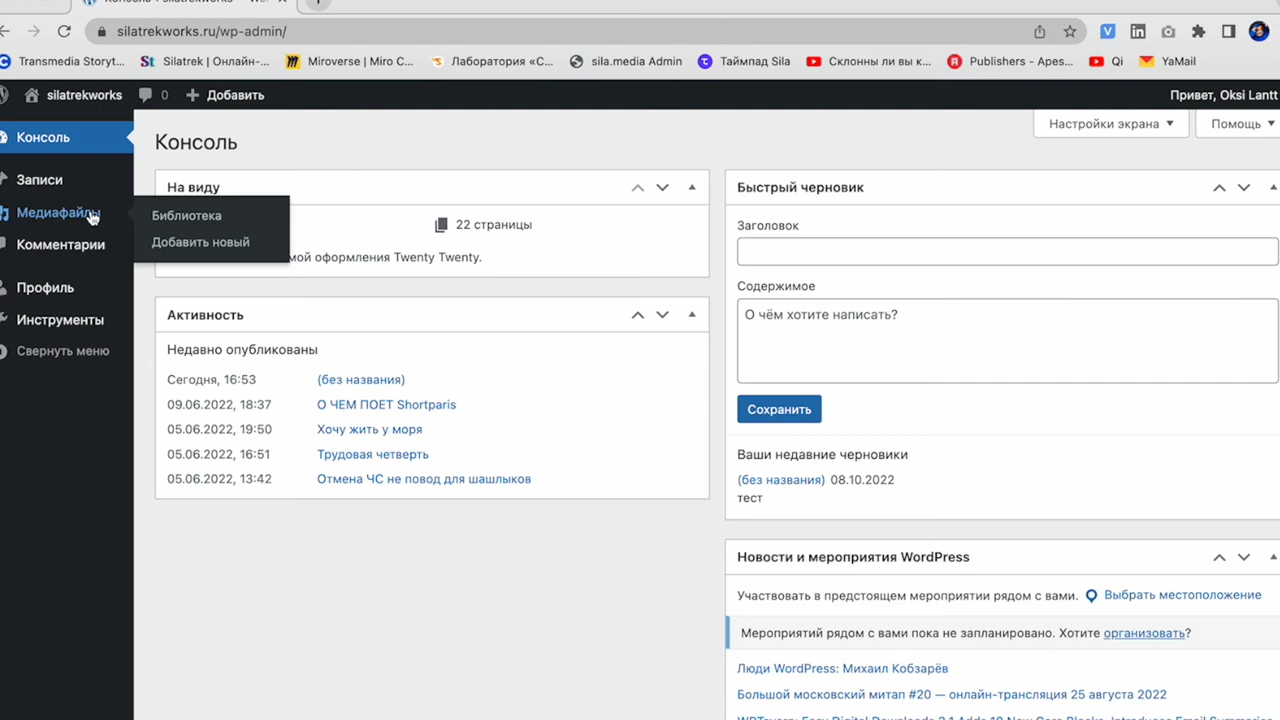 Консоль ‹ silatrekworks — W
silatrekworks.ru/wp-admin/
Transmedia Storyt... Silatrek | Онлайн-... Miroverse | Miro C... Лаборатория «С... sila.media Admin Таймпад Sila Склонны ли вы к... Publishers - Apes... Qi YaMail
silatrekworks 0 Добавить Привет, Oksi Lantt
Консоль
Записи
Медиафайлы
Библиотека
Добавить новый
Комментарии
Профиль
Инструменты
Свернуть меню
Консоль
Настройки экрана Помощь
На виду
22 страницы
мой оформления Twenty Twenty.
Активность
Недавно опубликованы
Сегодня, 16:53 (без названия)
09.06.2022, 18:37 О ЧЕМ ПОЕТ Shortparis
05.06.2022, 19:50 Хочу жить у моря
05.06.2022, 16:51 Трудовая четверть
05.06.2022, 13:42 Отмена ЧС не повод для шашлыков
Быстрый черновик
Заголовок
Содержимое
О чём хотите написать?
Сохранить
Ваши недавние черновики
(без названия) 08.10.2022
тест
Новости и мероприятия WordPress
Участвовать в предстоящем мероприятии рядом с вами. Выбрать местоположение
Мероприятий рядом с вами пока не запланировано. Хотите организовать?
Люди WordPress: Михаил Кобзарёв
Большой московский митап #20 — онлайн-трансляция 25 августа 2022